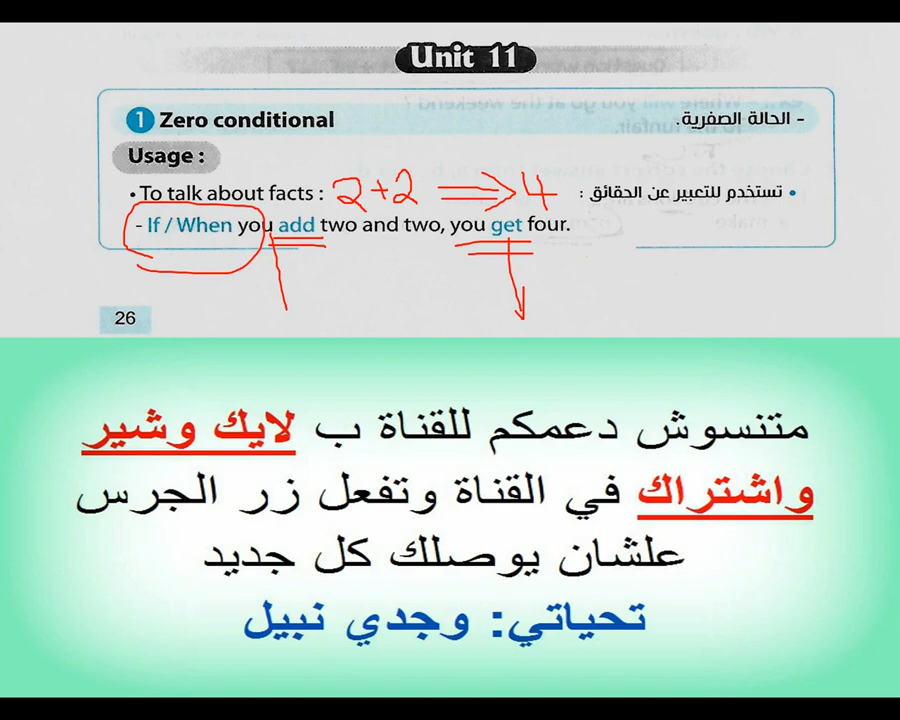 Unit 11
1 Zero conditional - الحالة الصفرية.
Usage :
• To talk about facts : 2+2 ⇒ 4 • تستخدم للتعبير عن الحقائق :
- If / When you add two and two, you get four.
26
متنسوش دعمكم للقناة ب لايك وشير
واشتراك في القناة وتفعل زر الجرس
علشان يوصلك كل جديد
تحياتي: وجدي نبيل